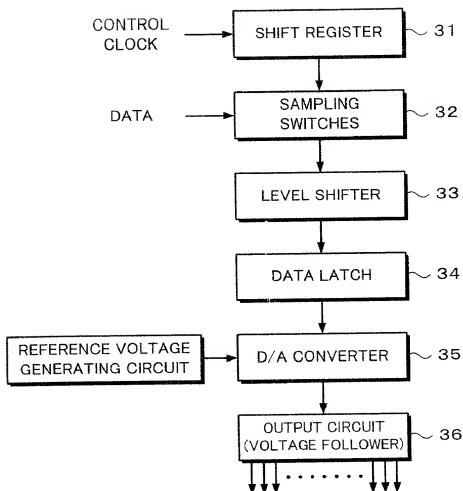 CONTROL
CLOCK
SHIFT REGISTER
31
DATA
SAMPLING
SWITCHES
32
LEVEL SHIFTER
33
DATA LATCH
34
REFERENCE VOLTAGE
GENERATING CIRCUIT
D/A CONVERTER
35
OUTPUT CIRCUIT
(VOLTAGE FOLLOWER)
36